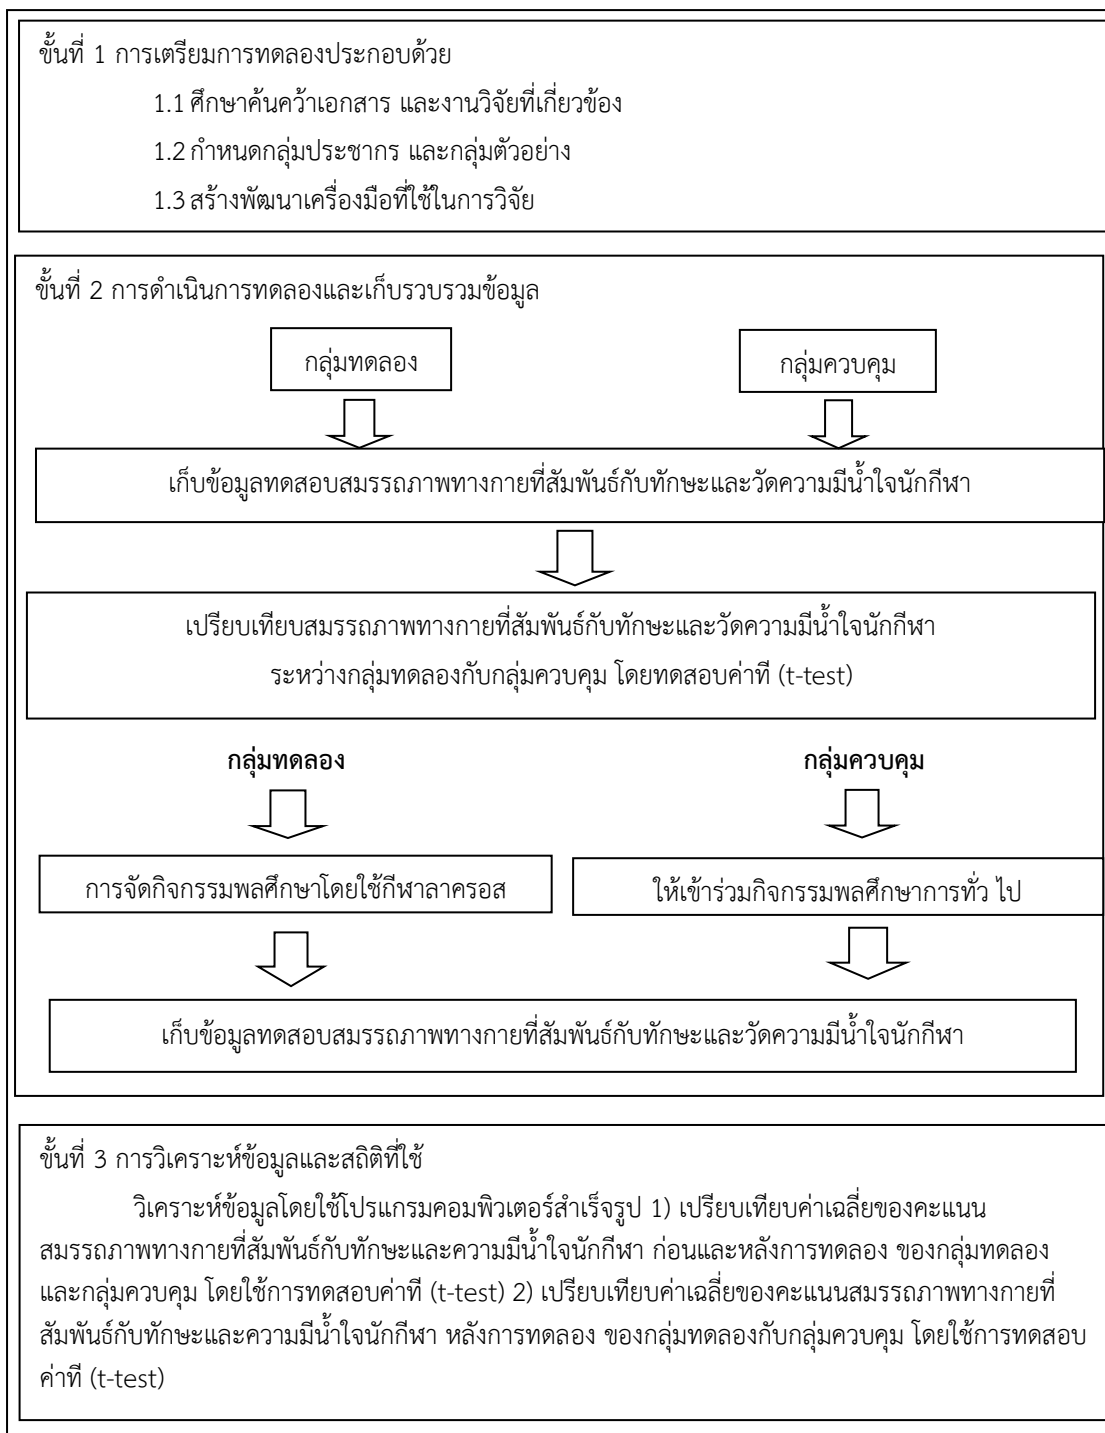 ขั้นที่ 1 การเตรียมการทดลองประกอบด้วย
1.1 ศึกษาค้นคว้าเอกสาร และงานวิจัยที่เกี่ยวข้อง
1.2 กำหนดกลุ่มประชากร และกลุ่มตัวอย่าง
1.3 สร้างพัฒนาเครื่องมือที่ใช้ในการวิจัย
ขั้นที่ 2 การดำเนินการทดลองและเก็บรวบรวมข้อมูล
กลุ่มทดลอง
กลุ่มควบคุม
เก็บข้อมูลทดสอบสมรรถภาพทางกายที่สัมพันธ์กับทักษะและวัดความมีน้ำใจนักกีฬา
เปรียบเทียบสมรรถภาพทางกายที่สัมพันธ์กับทักษะและวัดความมีน้ำใจนักกีฬา
ระหว่างกลุ่มทดลองกับกลุ่มควบคุม โดยทดสอบค่าที (t-test)
กลุ่มทดลอง
กลุ่มควบคุม
การจัดกิจกรรมพลศึกษาโดยใช้กีฬาลาครอส
ให้เข้าร่วมกิจกรรมพลศึกษาการทั่ว ไป
เก็บข้อมูลทดสอบสมรรถภาพทางกายที่สัมพันธ์กับทักษะและวัดความมีน้ำใจนักกีฬา
ขั้นที่ 3 การวิเคราะห์ข้อมูลและสถิติที่ใช้
วิเคราะห์ข้อมูลโดยใช้โปรแกรมคอมพิวเตอร์สำเร็จรูป 1) เปรียบเทียบค่าเฉลี่ยของคะแนน
สมรรถภาพทางกายที่สัมพันธ์กับทักษะและความมีน้ำใจนักกีฬา ก่อนและหลังการทดลอง ของกลุ่มทดลอง
และกลุ่มควบคุม โดยใช้การทดสอบค่าที (t-test) 2) เปรียบเทียบค่าเฉลี่ยของคะแนนสมรรถภาพทางกายที่
สัมพันธ์กับทักษะและความมีน้ำใจนักกีฬา หลังการทดลอง ของกลุ่มทดลองกับกลุ่มควบคุม โดยใช้การทดสอบ
ค่าที (t-test)